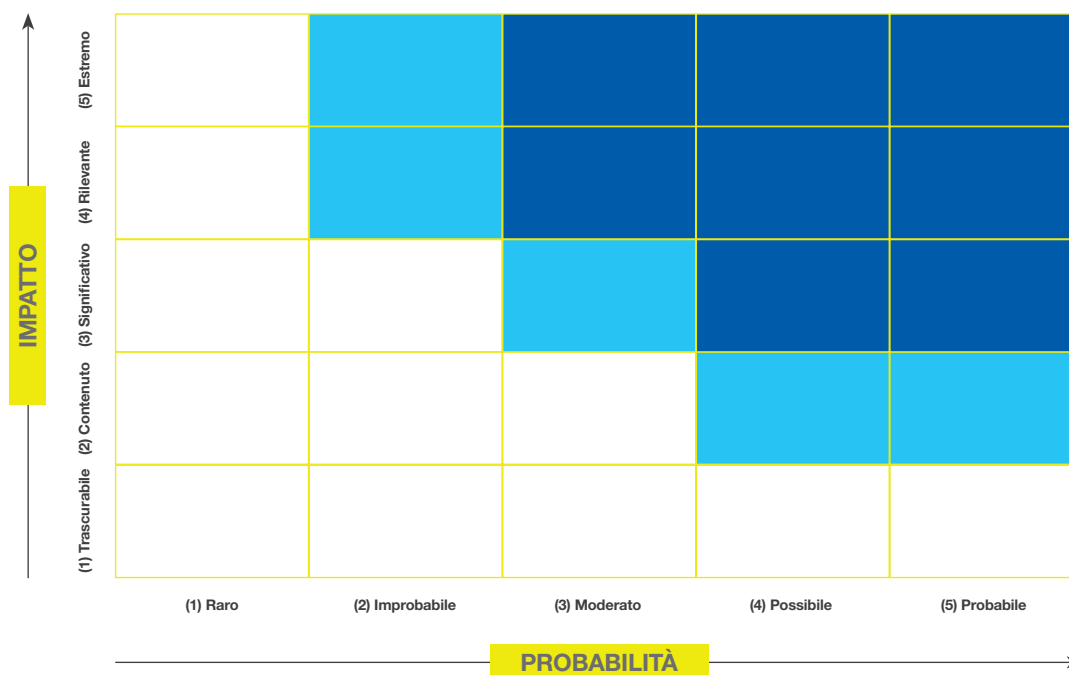 IMPATTO
(5) Estremo
(4) Rilevante
(3) Significativo
(2) Contenuto
(1) Trascurabile
(1) Raro
(2) Improbabile
(3) Moderato
(4) Possibile
(5) Probabile
PROBABILITÀ